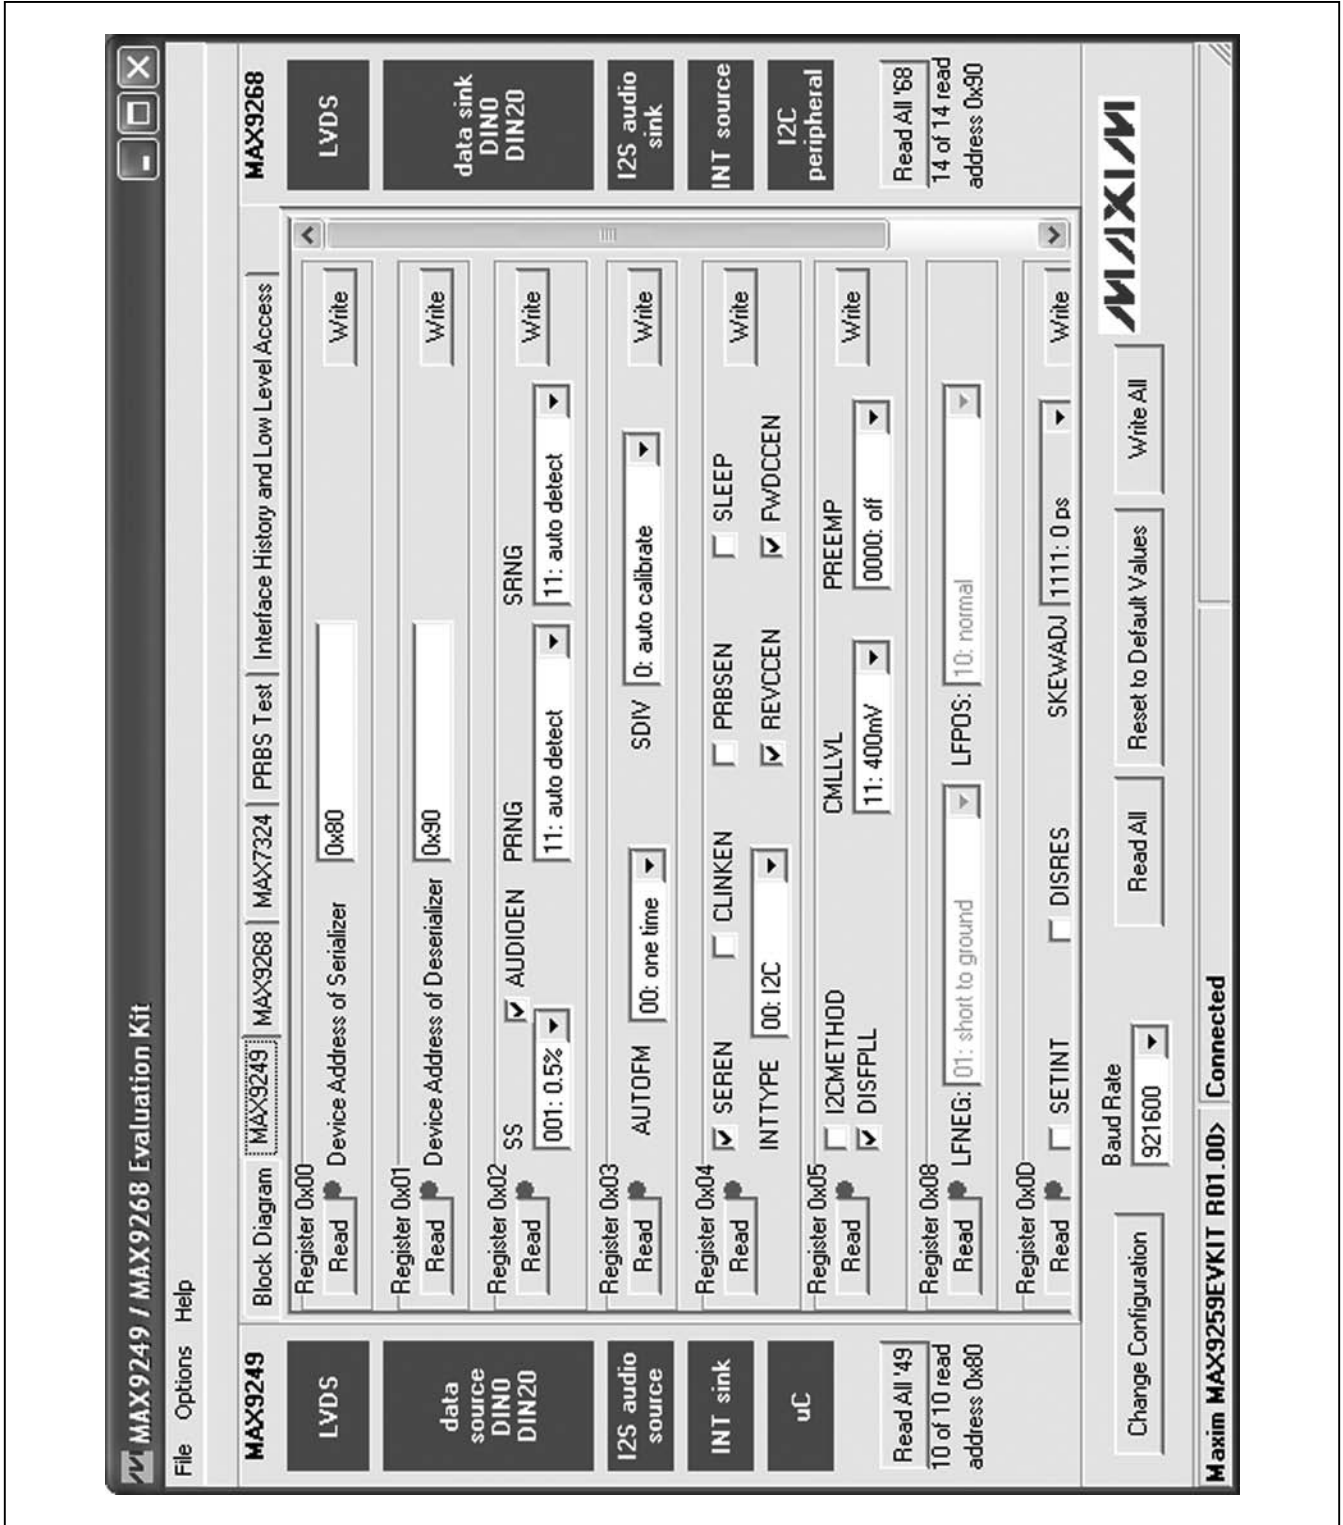 MAX9249 / MAX9268 Evaluation Kit
File Options Help
MAX9249
LVDS
data
source
DIN0
DIN20
I2S audio
source
INT sink
uC
Read All '49
10 of 10 read
address 0x80
Block Diagram MAX9249 MAX9268 MAX7324 PRBS Test Interface History and Low Level Access
Register 0x00
Read Device Address of Serializer 0x80 Write
Register 0x01
Read Device Address of Deserializer 0x90 Write
Register 0x02
SS AUDIOEN PRNG SRNG
Read 001: 0.5% 11: auto detect 11: auto detect Write
Register 0x03
Read AUTOFM 00: one time SDIV 0: auto calibrate Write
Register 0x04
Read SEREN CLINKEN PRBSEN SLEEP Write
INTTYPE 00: I2C REVCCEN FWDCCEN
Register 0x05
I2CMETHOD CMLLVL PREEMP
Read DISFPLL 11: 400mV 0000: off Write
Register 0x08
Read LFNEG: 01: short to ground LFPOS: 10: normal
Register 0x0D
Read SETINT DISRES SKEWADJ 1111: 0 ps Write
MAX9268
LVDS
data sink
DIN0
DIN20
I2S audio
sink
INT source
I2C
peripheral
Read All '68
14 of 14 read
address 0x90
Change Configuration
Baud Rate
921600
Read All
Reset to Default Values
Write All
MAXIM
Maxim MAX9259EVKIT R01.00> Connected